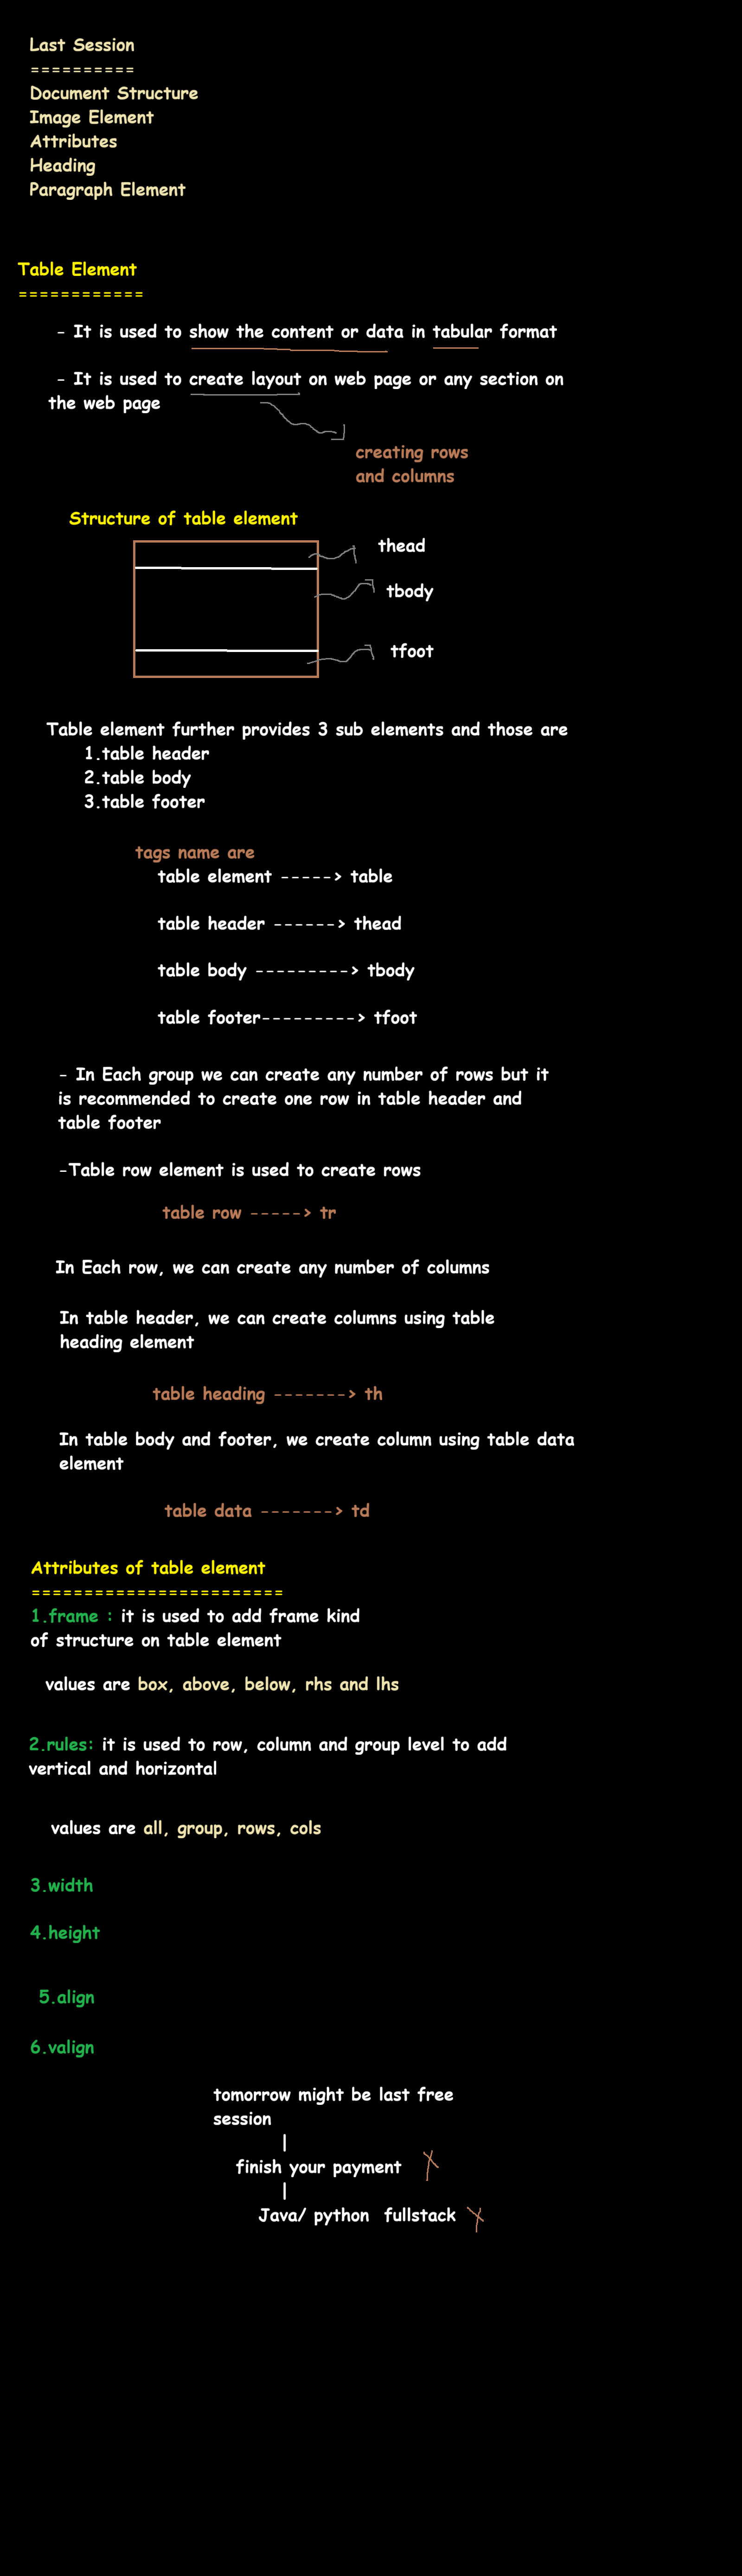 Last Session
==========
Document Structure
Image Element
Attributes
Heading
Paragraph Element
Table Element
============
- It is used to show the content or data in tabular format
- It is used to create layout on web page or any section on
the web page
creating rows
and columns
Structure of table element
thead
tbody
tfoot
Table element further provides 3 sub elements and those are
1.table header
2.table body
3.table footer
tags name are
table element -----> table
table header ------> thead
table body ---------> tbody
table footer---------> tfoot
- In Each group we can create any number of rows but it
is recommended to create one row in table header and
table footer
-Table row element is used to create rows
table row -----> tr
In Each row, we can create any number of columns
In table header, we can create columns using table
heading element
table heading -------> th
In table body and footer, we create column using table data
element
table data -------> td
Attributes of table element
========================
1.frame : it is used to add frame kind
of structure on table element
values are box, above, below, rhs and lhs
2.rules: it is used to row, column and group level to add
vertical and horizontal
values are all, group, rows, cols
3.width
4.height
5.align
6.valign
tomorrow might be last free
session
|
finish your payment
|
Java/ python  fullstack